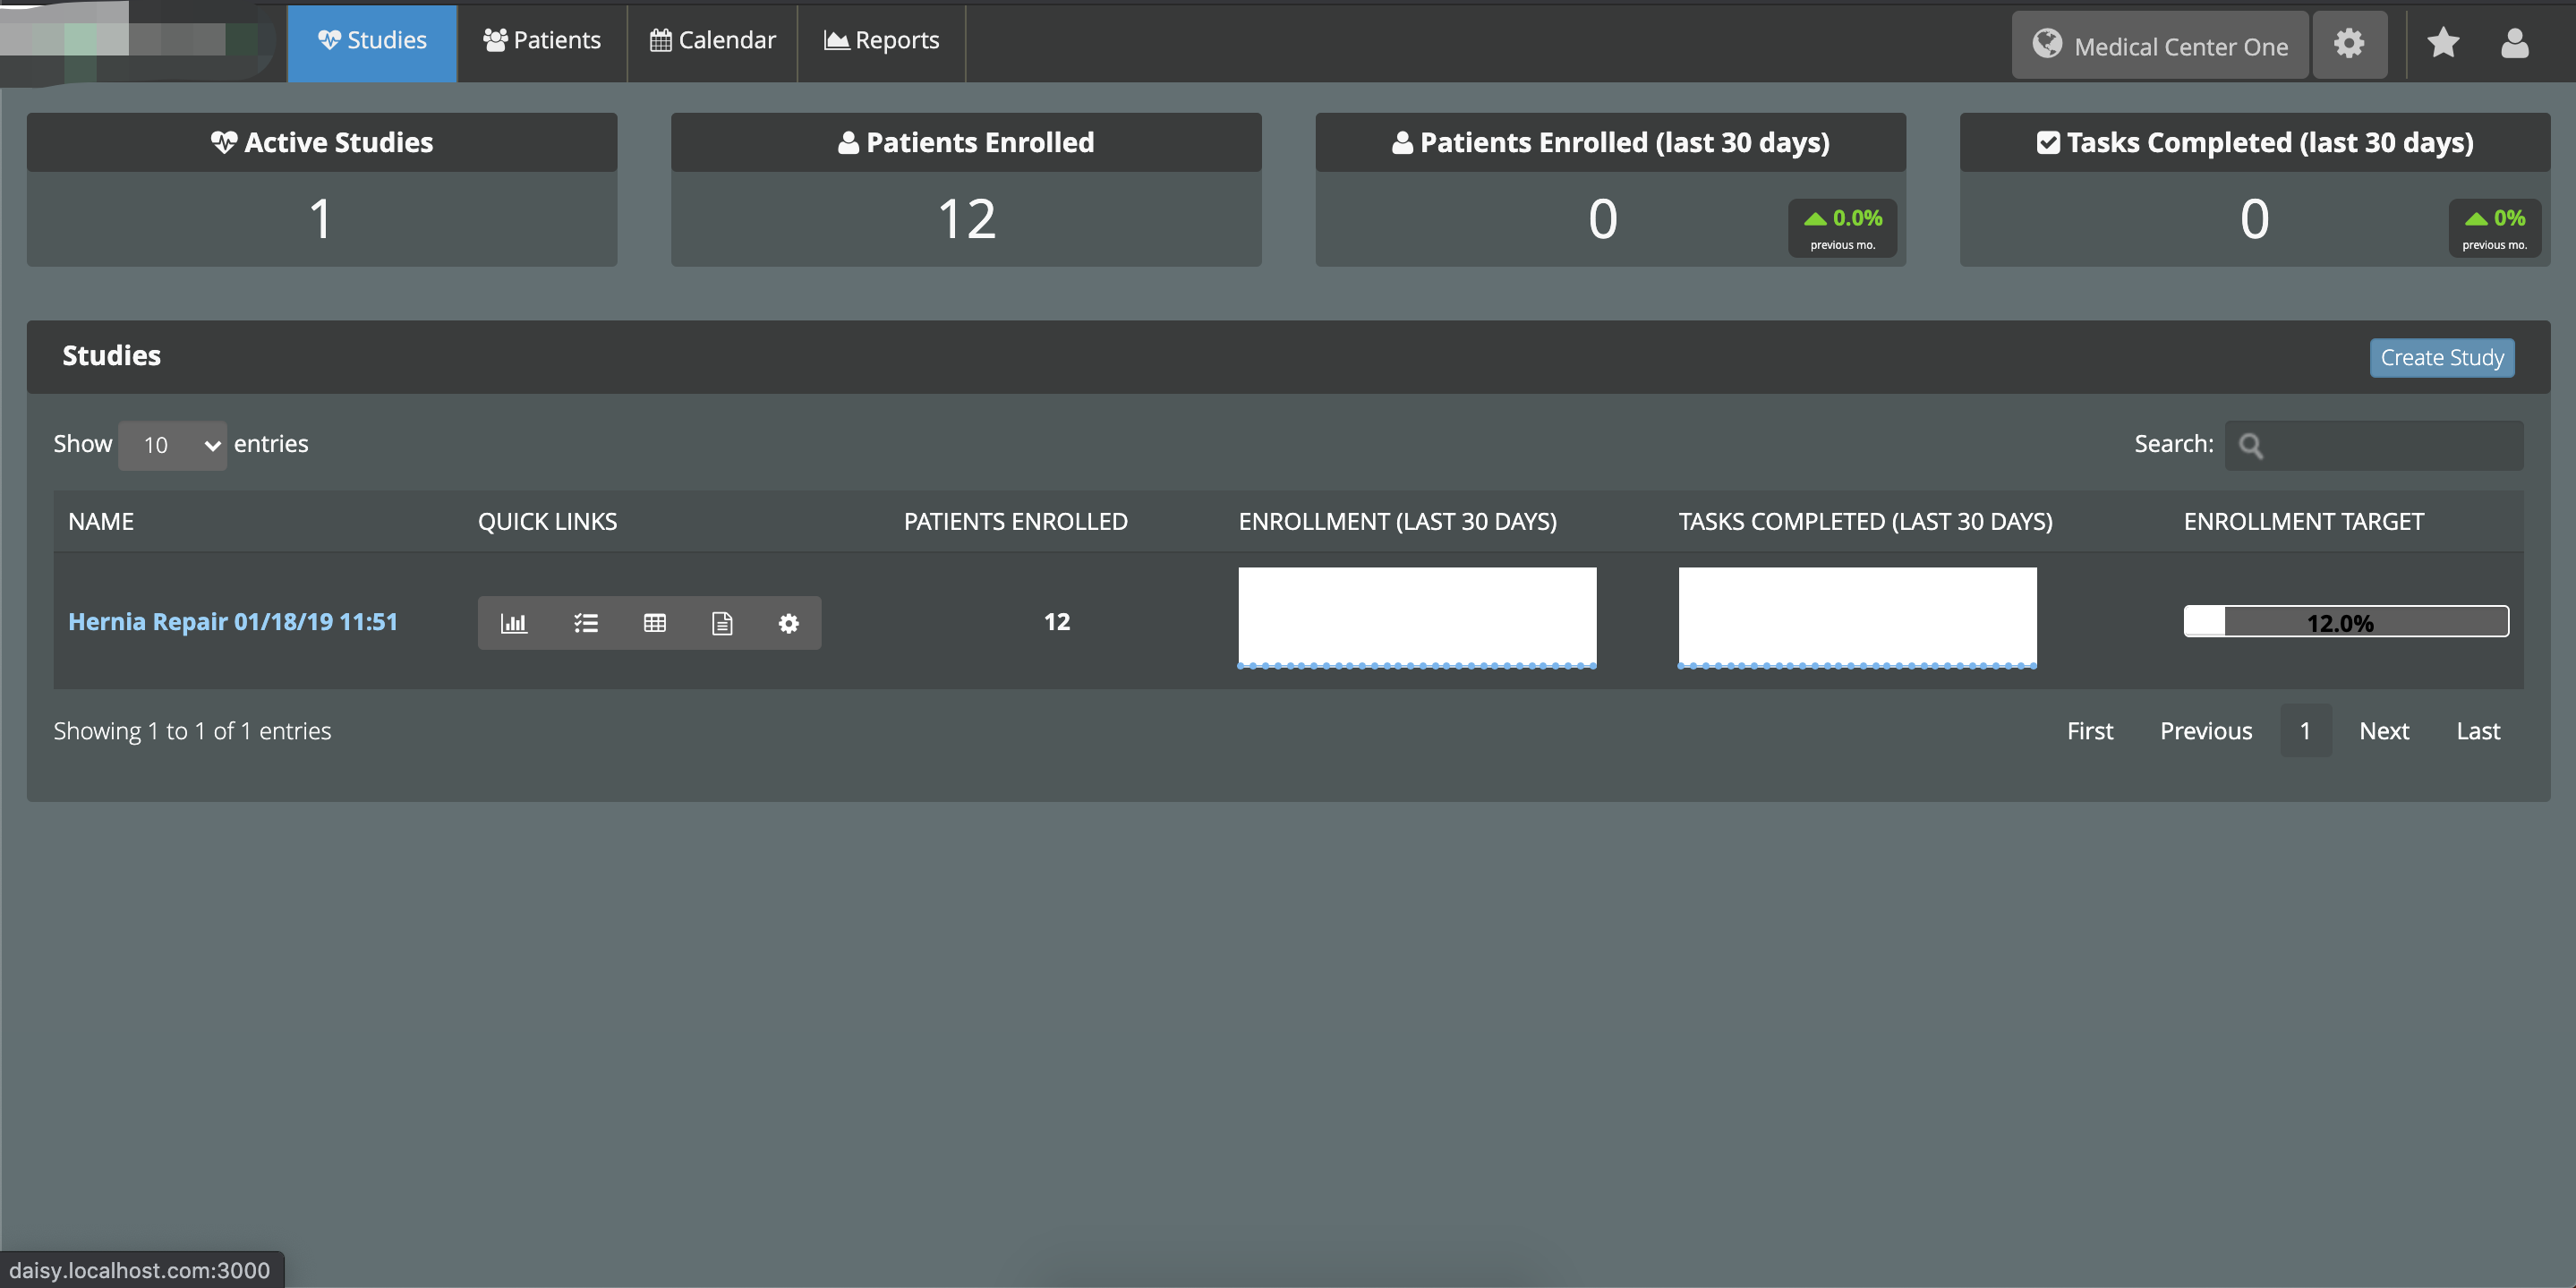 Studies
Patients
Calendar
Reports
Medical Center One
Active Studies
1
Patients Enrolled
12
Patients Enrolled (last 30 days)
0
0.0%
previous mo.
Tasks Completed (last 30 days)
0
0%
previous mo.
Studies
Create Study
Show 10 entries
Search:
NAME QUICK LINKS PATIENTS ENROLLED ENROLLMENT (LAST 30 DAYS) TASKS COMPLETED (LAST 30 DAYS) ENROLLMENT TARGET
Hernia Repair 01/18/19 11:51 12 12.0%
Showing 1 to 1 of 1 entries
First Previous 1 Next Last
daisy.localhost.com:3000